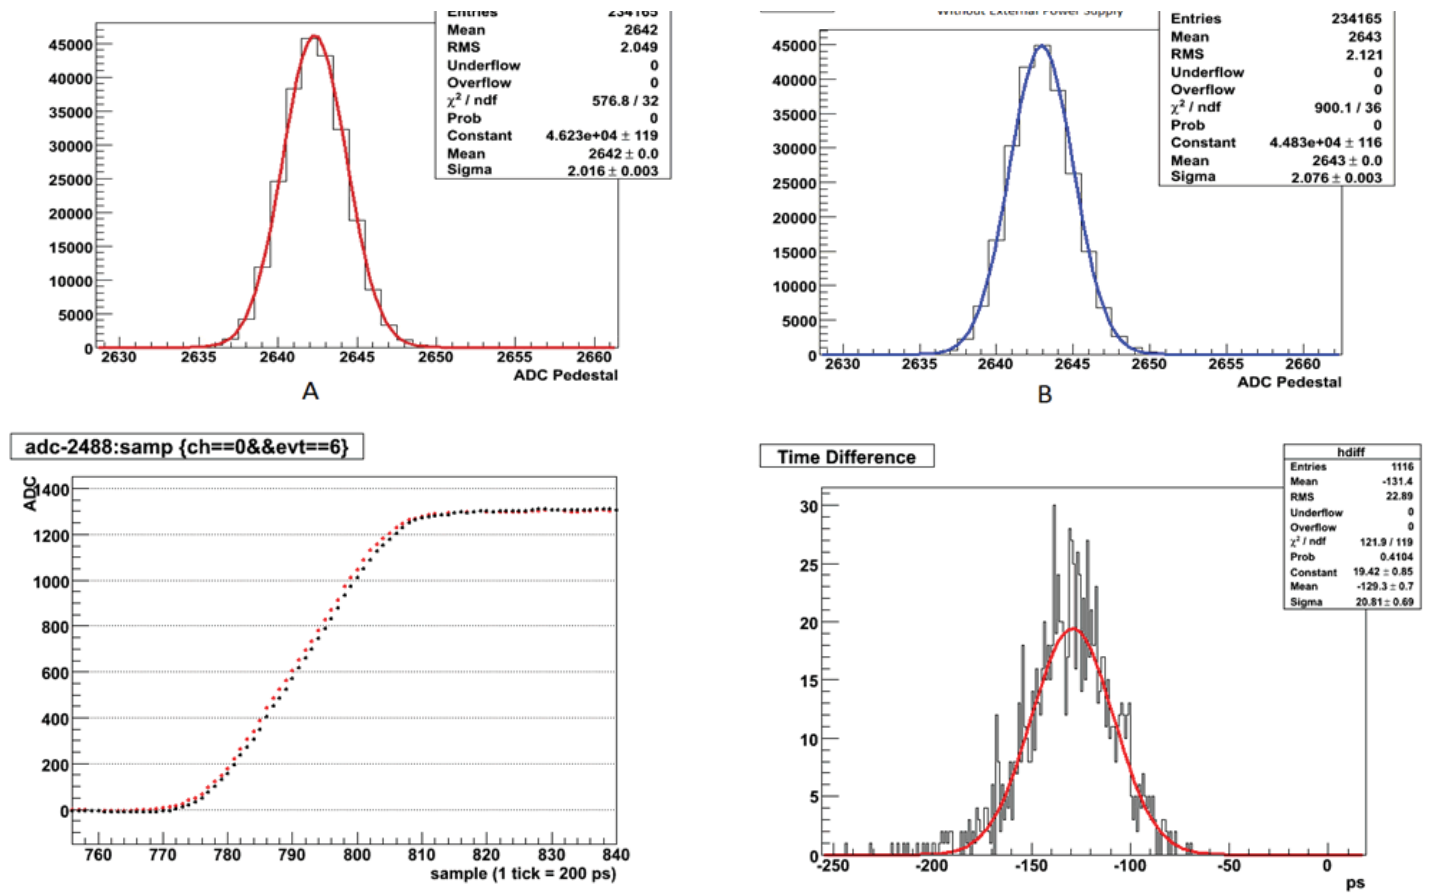 Entries 234165
Mean 2642
RMS 2.049
Underflow 0
Overflow 0
χ² / ndf 576.8 / 32
Prob 0
Constant 4.623e+04 ± 119
Mean 2642 ± 0.0
Sigma 2.016 ± 0.003
45000
40000
35000
30000
25000
20000
15000
10000
5000
0
2630 2635 2640 2645 2650 2655 2660
ADC Pedestal
A
Without External Power Supply
Entries 234165
Mean 2643
RMS 2.121
Underflow 0
Overflow 0
χ² / ndf 900.1 / 36
Prob 0
Constant 4.483e+04 ± 116
Mean 2643 ± 0.0
Sigma 2.076 ± 0.003
45000
40000
35000
30000
25000
20000
15000
10000
5000
0
2630 2635 2640 2645 2650 2655 2660
ADC Pedestal
B
adc-2488:samp {ch==0&&evt==6}
ADC
1400
1200
1000
800
600
400
200
0
760 770 780 790 800 810 820 830 840
sample (1 tick = 200 ps)
Time Difference
hdiff
Entries 1116
Mean -131.4
RMS 22.89
Underflow 0
Overflow 0
χ² / ndf 121.9 / 119
Prob 0.4104
Constant 19.42 ± 0.85
Mean -129.3 ± 0.7
Sigma 20.81 ± 0.69
30
25
20
15
10
5
0
-250 -200 -150 -100 -50 0
ps